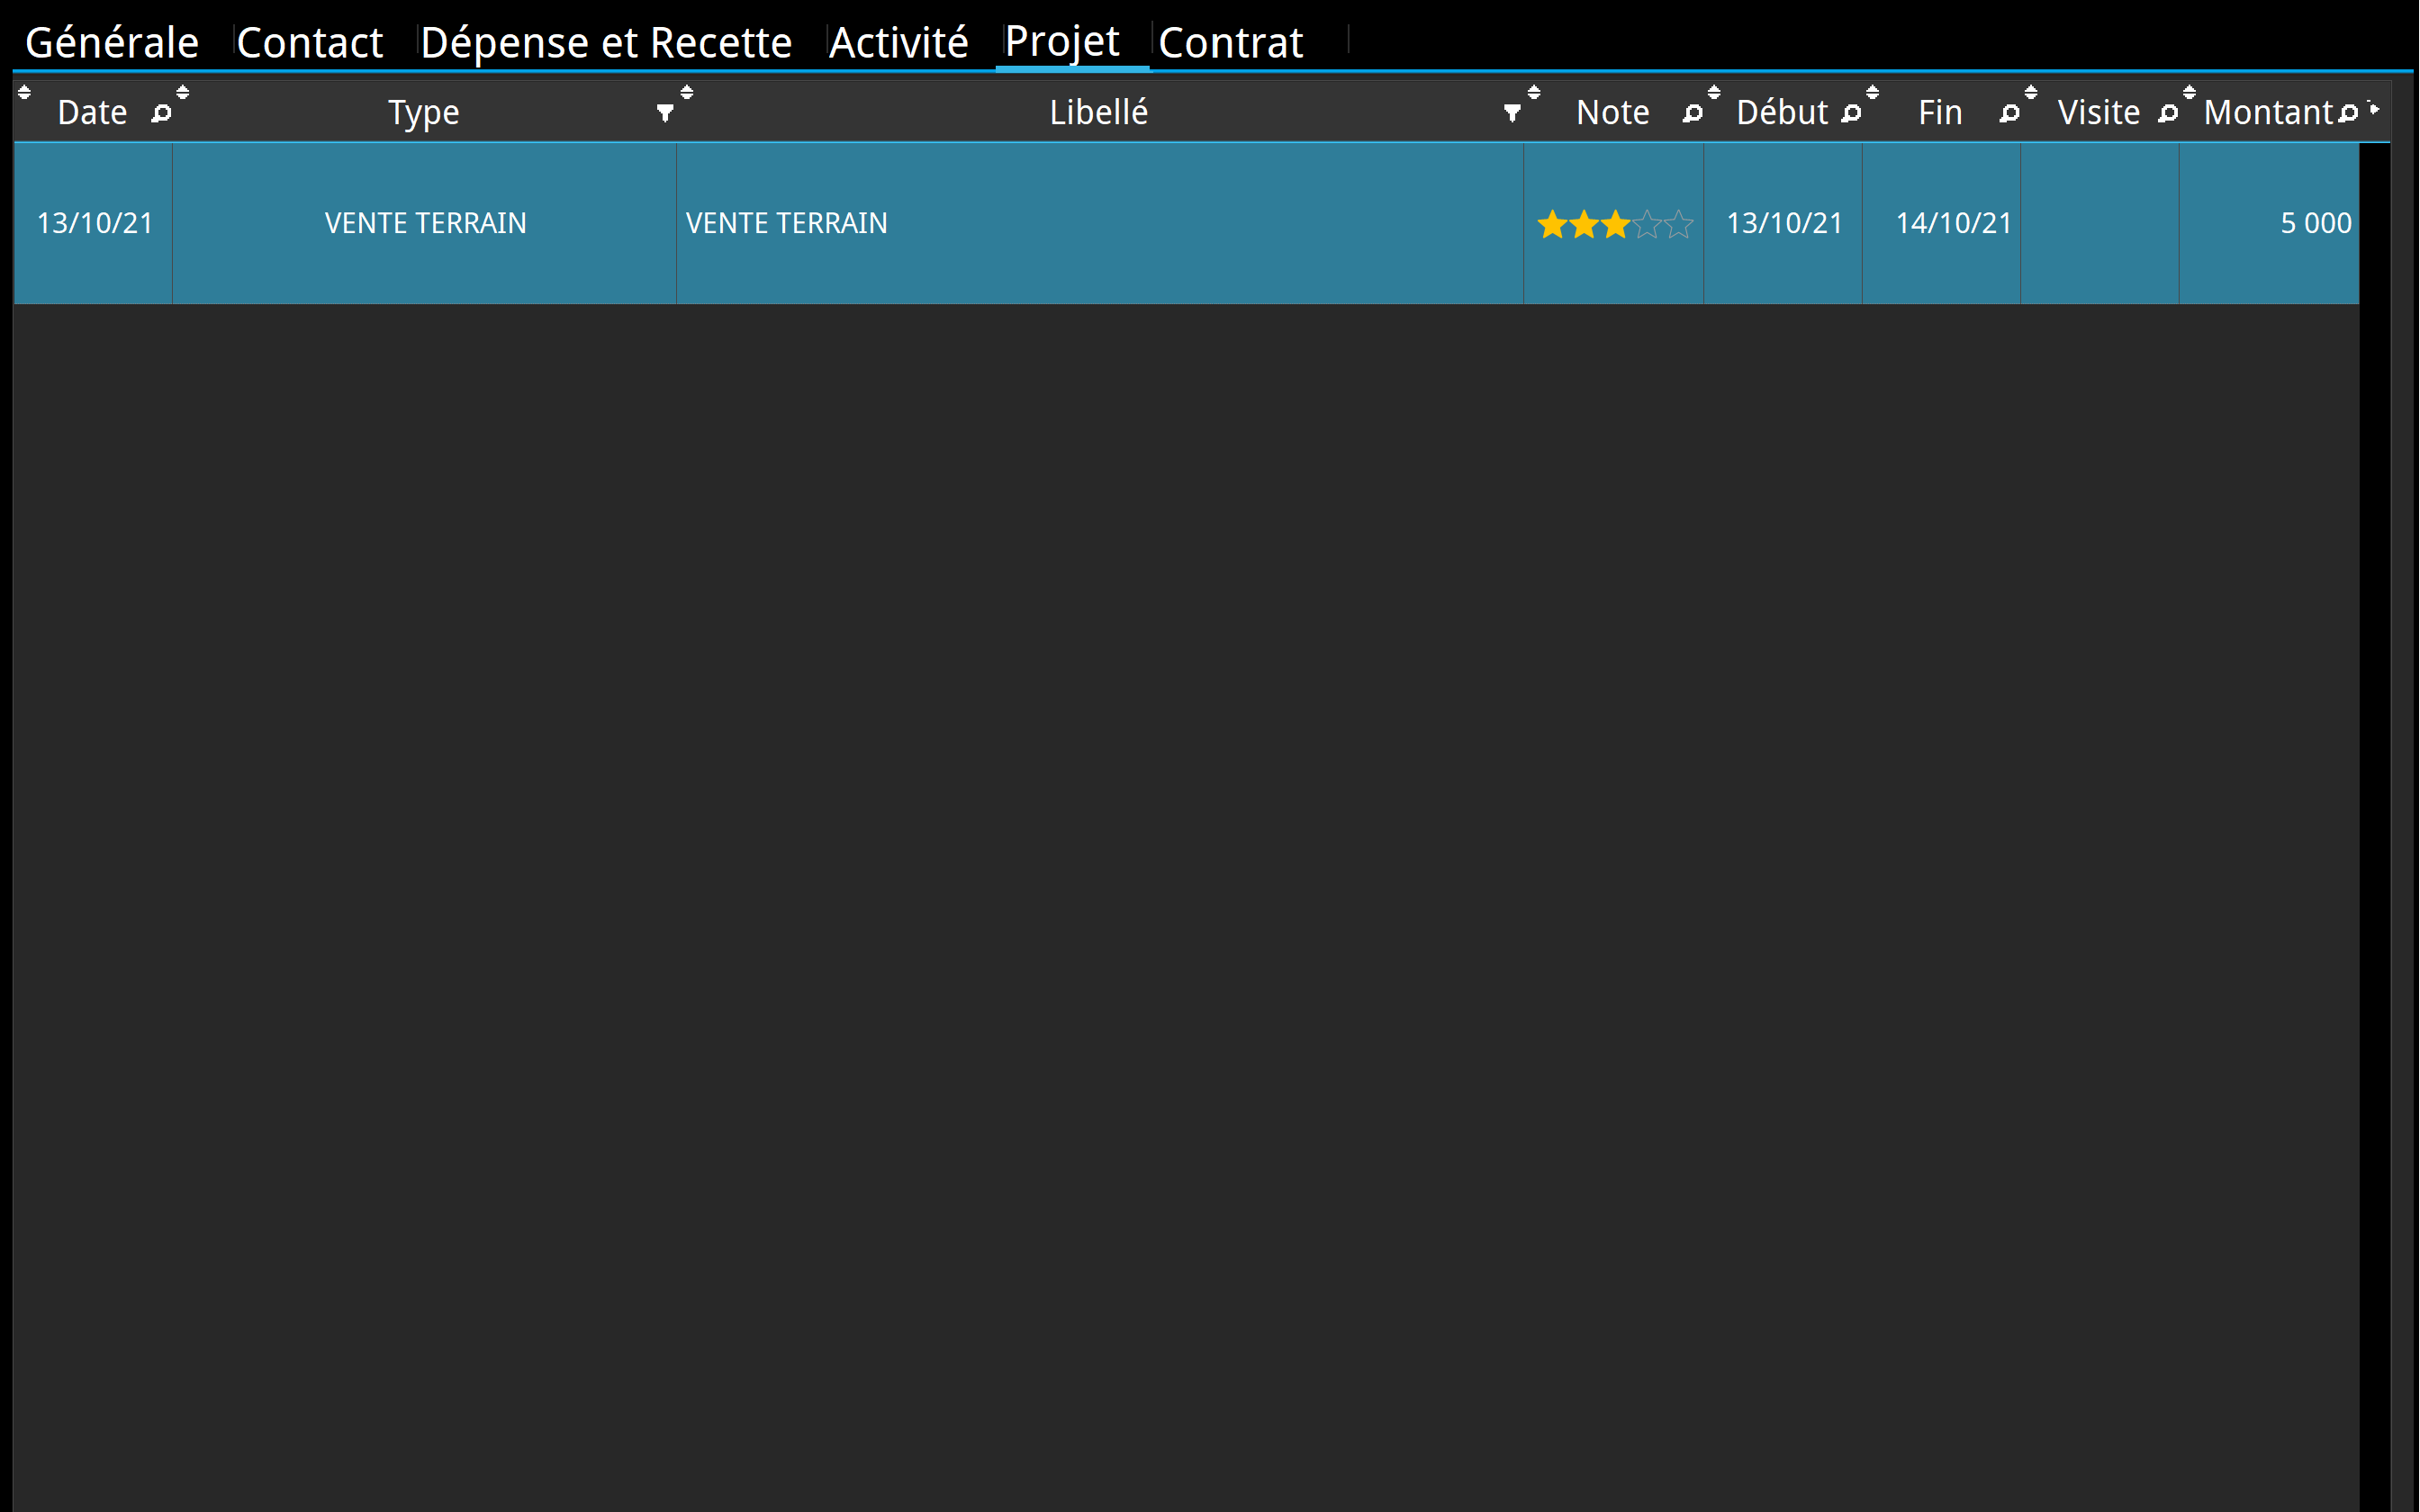 Générale Contact Dépense et Recette Activité Projet Contrat
Date Type Libellé Note Début Fin Visite Montant
13/10/21 VENTE TERRAIN VENTE TERRAIN 13/10/21 14/10/21 5 000